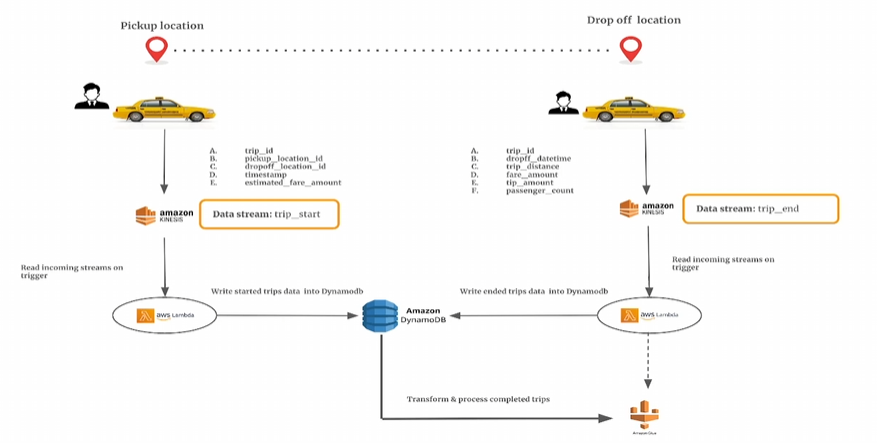 Pickup location
Drop off location
A. trip_id
B. pickup_location_id
C. dropoff_location_id
D. timestamp
E. estimated_fare_amount
A. trip_id
B. dropff_datetime
C. trip_distance
D. fare_amount
E. tip_amount
F. passenger_count
amazon
KINESIS
Data stream: trip_start
amazon
KINESIS
Data stream: trip_end
Read incoming streams on
trigger
Read incoming streams on
trigger
Write started trips data into Dynamodb
Write ended trips data into Dynamodb
aws Lambda
Amazon
DynamoDB
aws Lambda
Transform & process completed trips
Amazon Glue